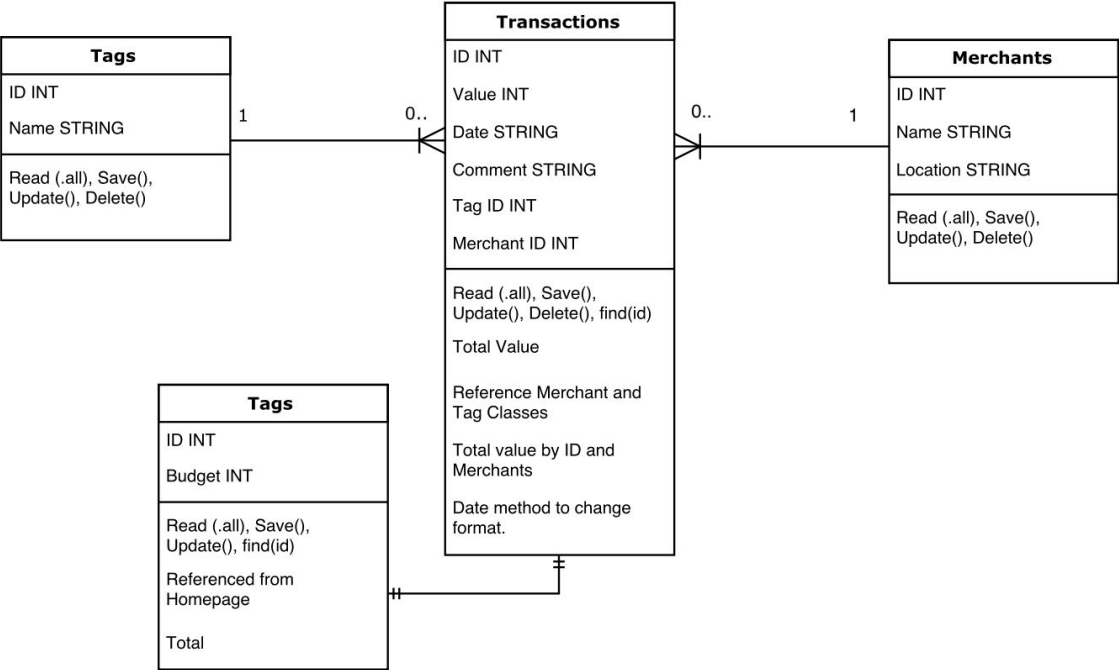 Tags
ID INT
Name STRING
Read (.all), Save(),
Update(), Delete()
1
0..
Transactions
ID INT
Value INT
Date STRING
Comment STRING
Tag ID INT
Merchant ID INT
Read (.all), Save(),
Update(), Delete(), find(id)
Total Value
Reference Merchant and
Tag Classes
Total value by ID and
Merchants
Date method to change
format.
0..
1
Merchants
ID INT
Name STRING
Location STRING
Read (.all), Save(),
Update(), Delete()
Tags
ID INT
Budget INT
Read (.all), Save(),
Update(), find(id)
Referenced from
Homepage
Total